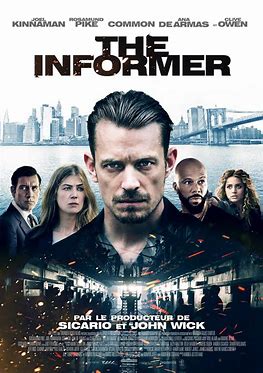 JOEL KINNAMAN ROSAMUND PIKE COMMON ANA DE ARMAS CLIVE OWEN
THE
INFORMER
PAR LE PRODUCTEUR
DE
SICARIO ET JOHN WICK